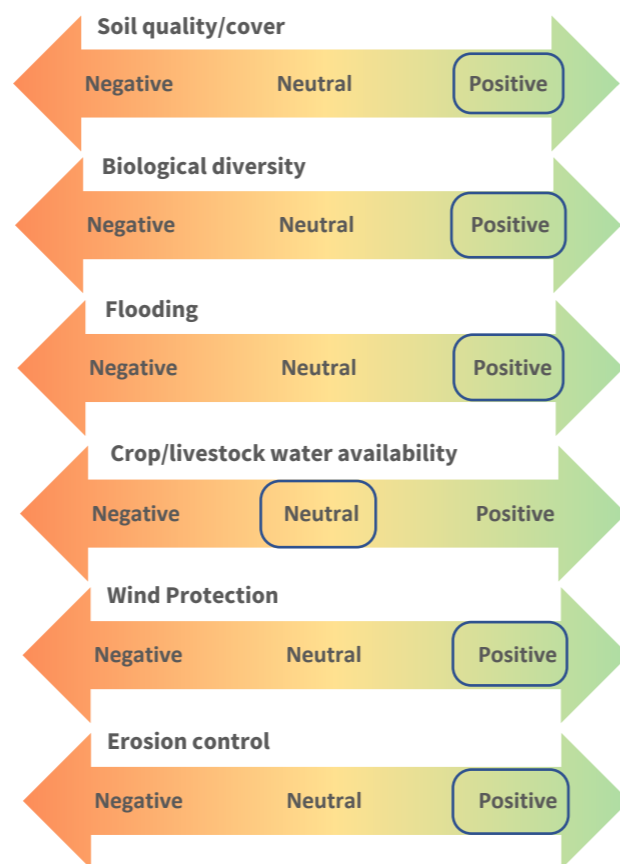 Soil quality/cover
Negative Neutral Positive
Biological diversity
Negative Neutral Positive
Flooding
Negative Neutral Positive
Crop/livestock water availability
Negative Neutral Positive
Wind Protection
Negative Neutral Positive
Erosion control
Negative Neutral Positive